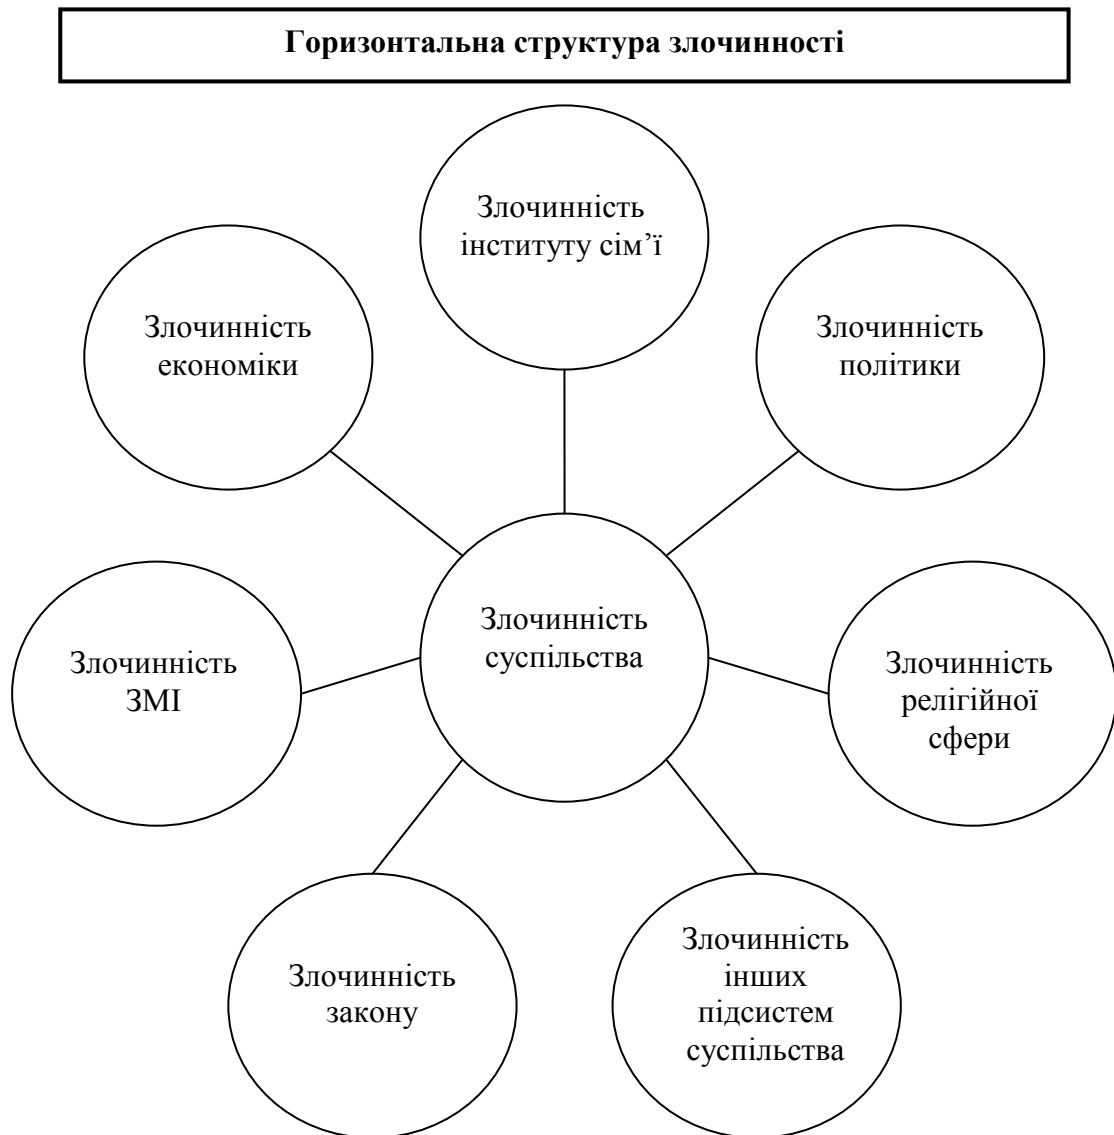 Горизонтальна структура злочинності
Злочинність
інституту сім’ї
Злочинність
економіки
Злочинність
політики
Злочинність
суспільства
Злочинність
ЗМІ
Злочинність
релігійної
сфери
Злочинність
закону
Злочинність
інших
підсистем
суспільства